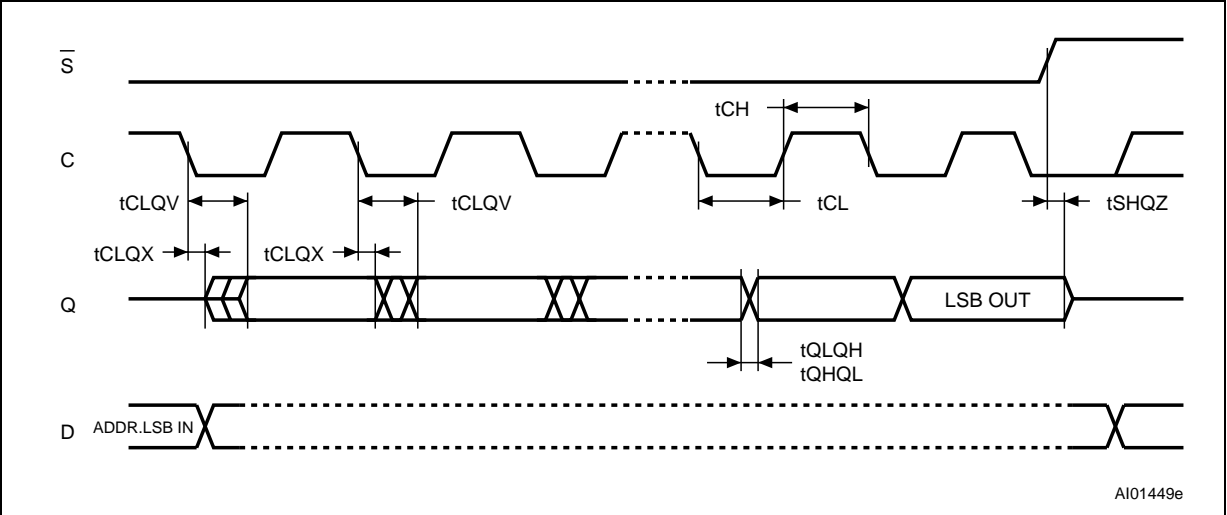 S
tCH
C
tCLQV
tCLQV
tCL
tSHQZ
tCLQX
tCLQX
Q
LSB OUT
tQLQH
tQHQL
D
ADDR.LSB IN
AI01449e